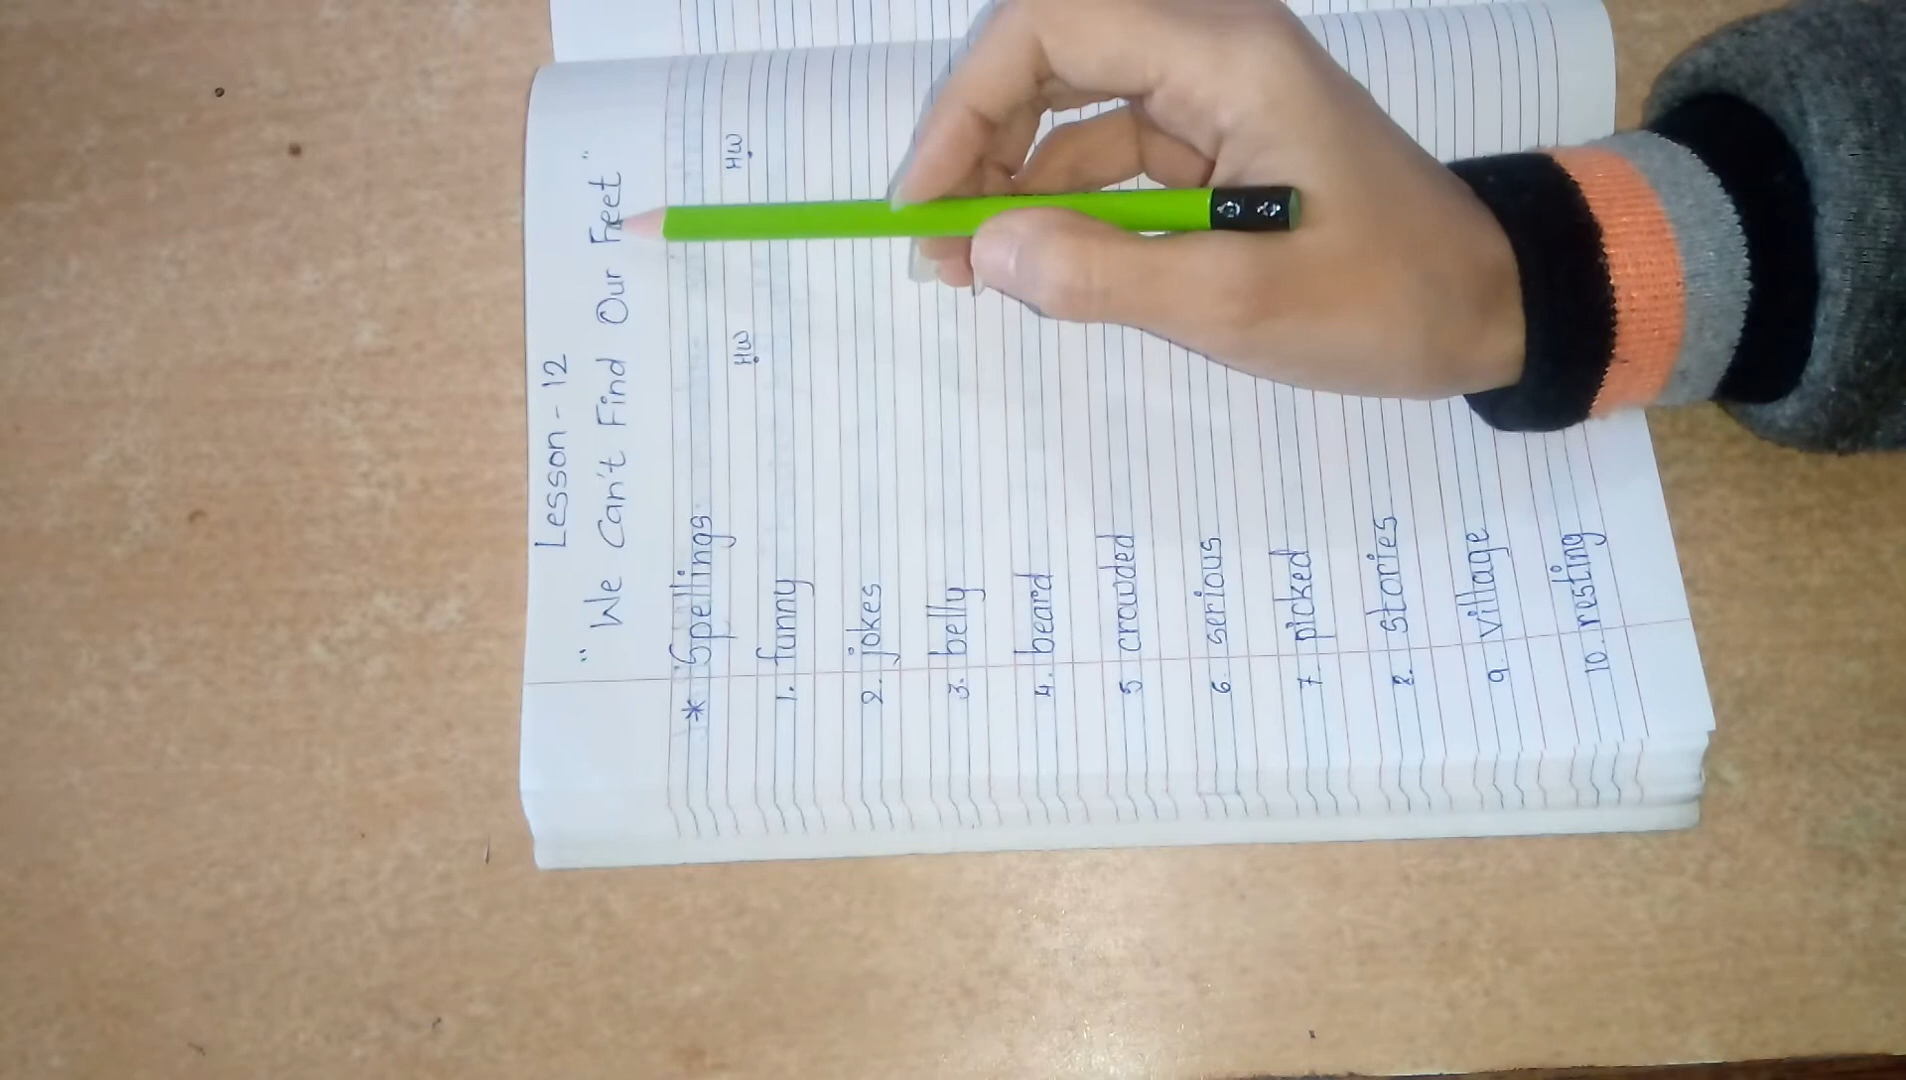 Lesson - 12
"We Can't Find Our Feet"
* Spellings
HW HW
1. funny
2. jokes
3. belly
4. beard
5 crowded
6. serious
7. picked
8. stories
9. village
10. resting